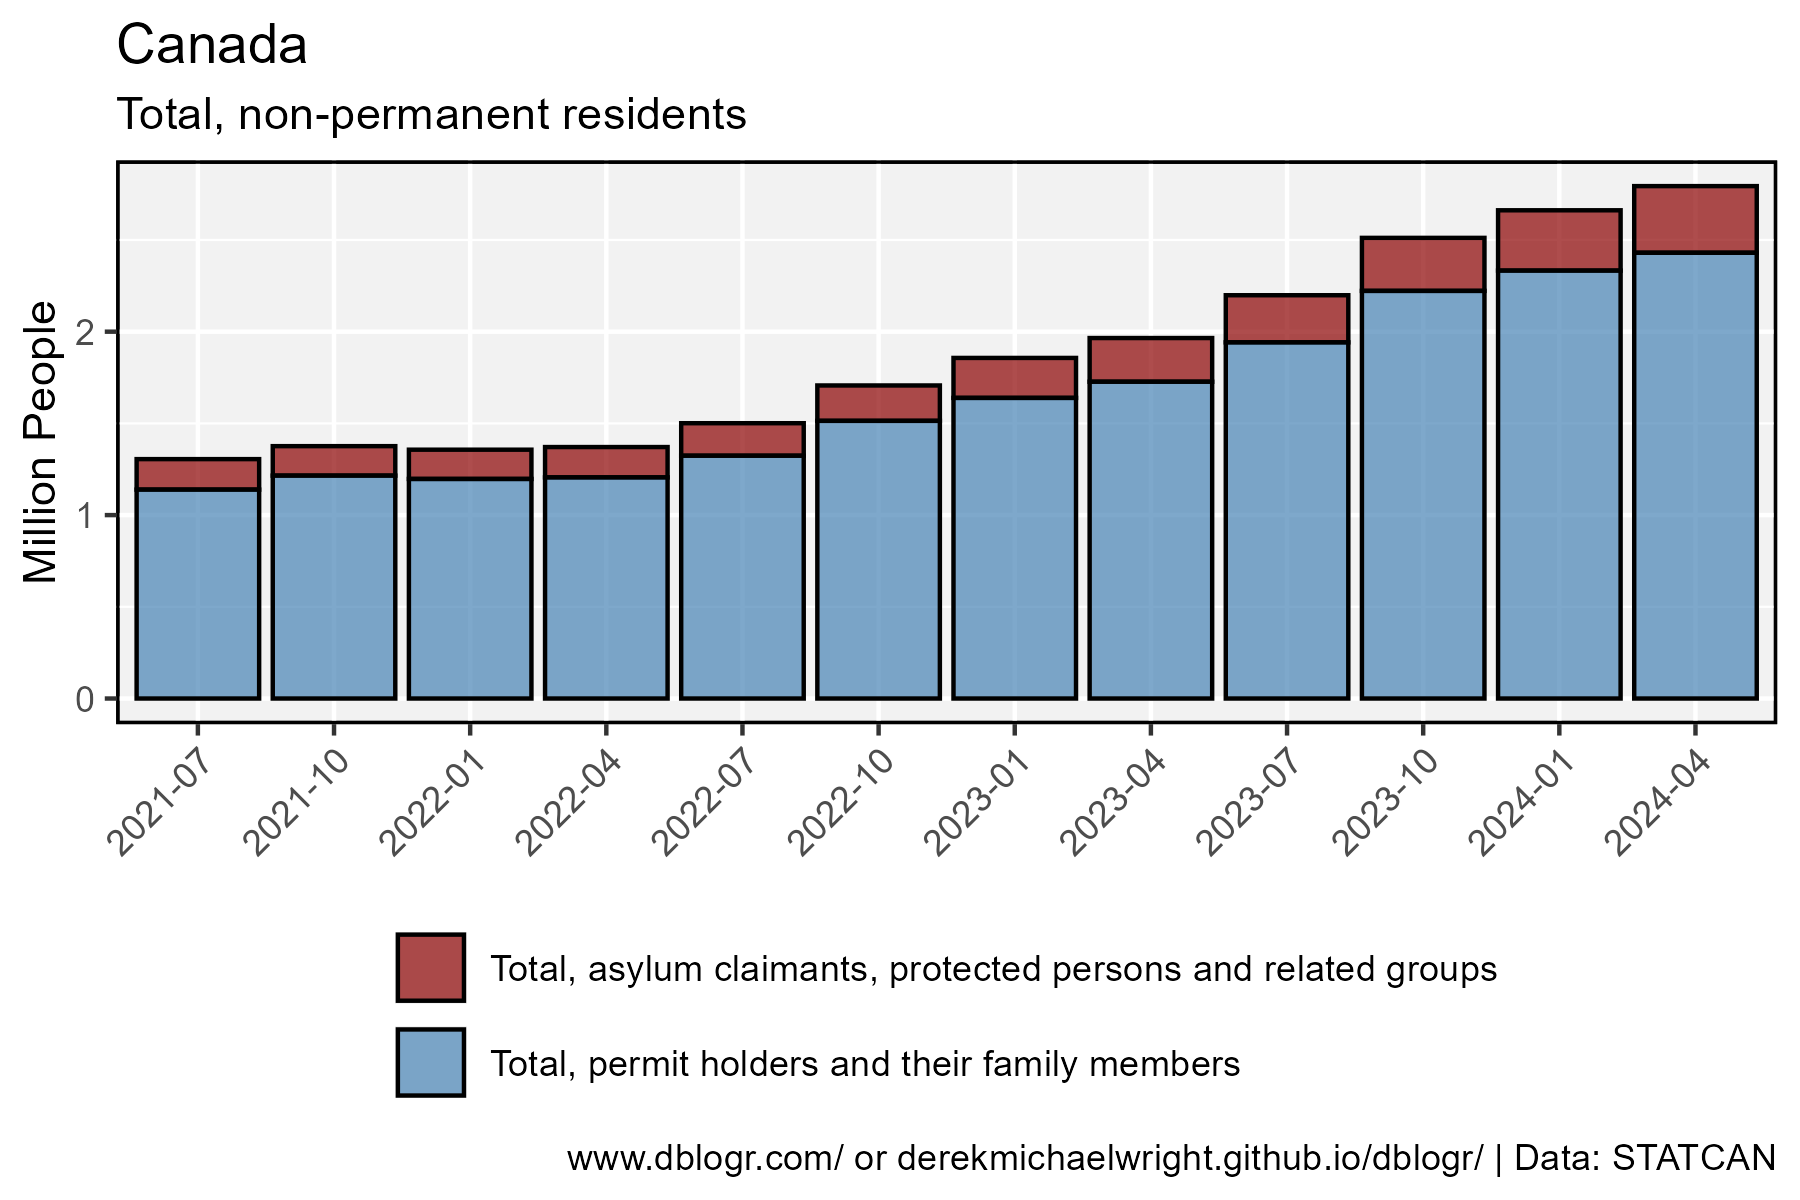 Canada
Total, non-permanent residents
Million People
2
1
0
2021-07
2021-10
2022-01
2022-04
2022-07
2022-10
2023-01
2023-04
2023-07
2023-10
2024-01
2024-04
Total, asylum claimants, protected persons and related groups
Total, permit holders and their family members
www.dblogr.com/ or derekmichaelwright.github.io/dblogr/ | Data: STATCAN